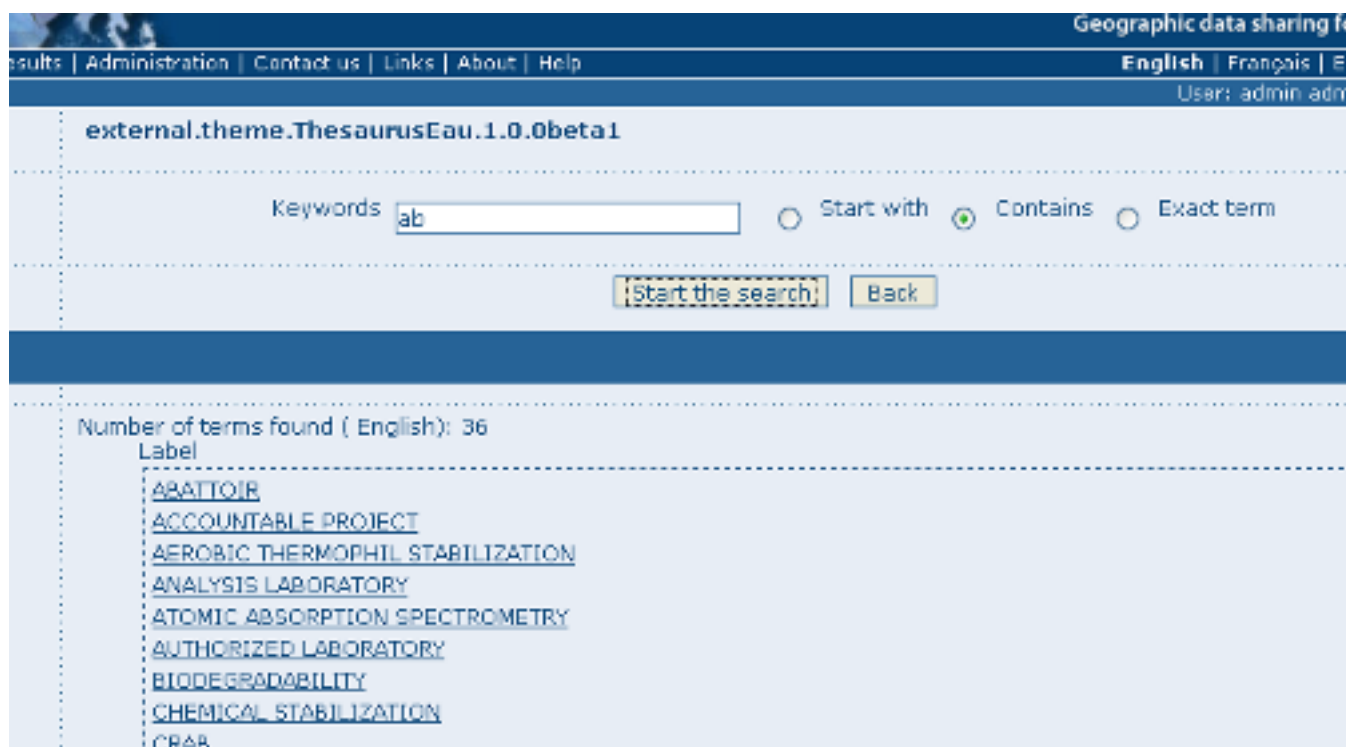 Geographic data sharing f
sults | Administration | Contact us | Links | About | Help English | Français | E
User: admin adm
external.theme.ThesaurusEau.1.0.0beta1
Keywords ab Start with Contains Exact term
Start the search Back
Number of terms found ( English): 36
Label
ABATTOIR
ACCOUNTABLE PROJECT
AEROBIC THERMOPHIL STABILIZATION
ANALYSIS LABORATORY
ATOMIC ABSORPTION SPECTROMETRY
AUTHORIZED LABORATORY
BIODEGRADABILITY
CHEMICAL STABILIZATION
CRAB